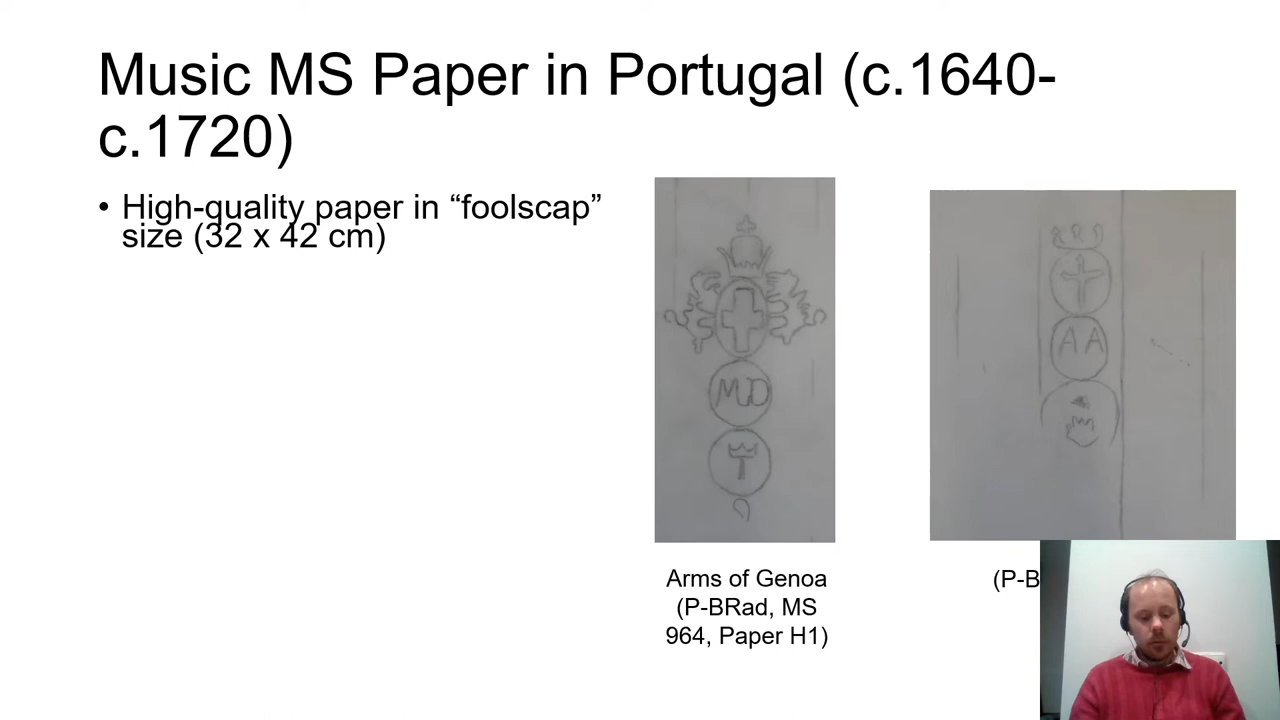 Music MS Paper in Portugal (c.1640-
c.1720)
• High-quality paper in “foolscap”
size (32 x 42 cm)
MJD
T
AA
Arms of Genoa
(P-BRad, MS
964, Paper H1)
(P-B